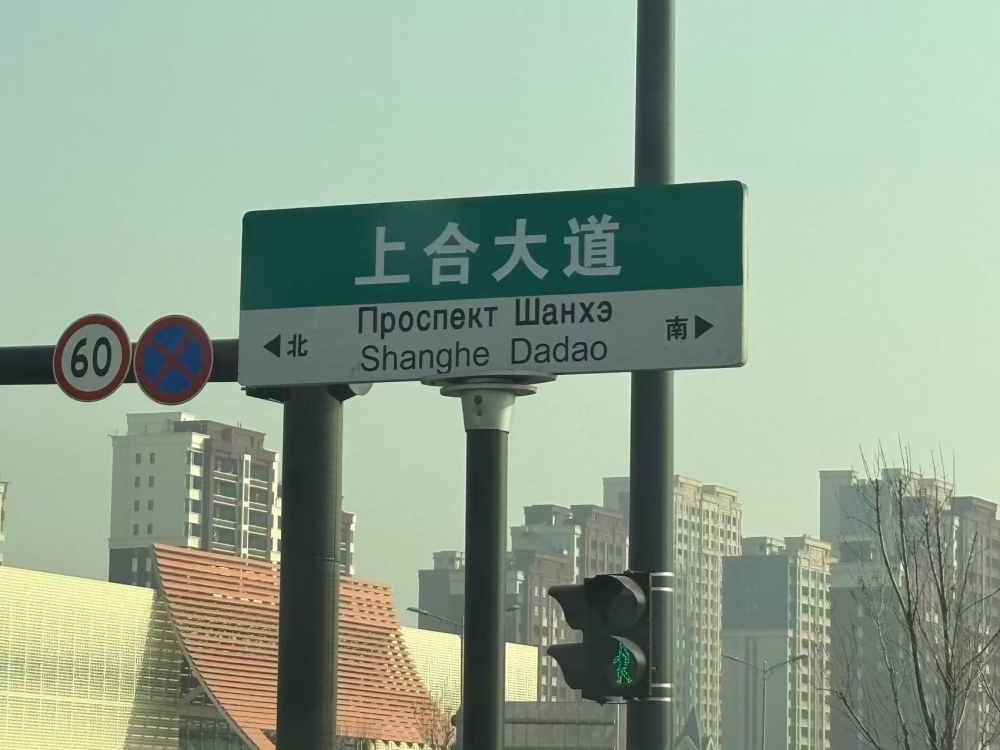 上合大道
Проспект Шанхэ
Shanghe Dadao
北
南
60